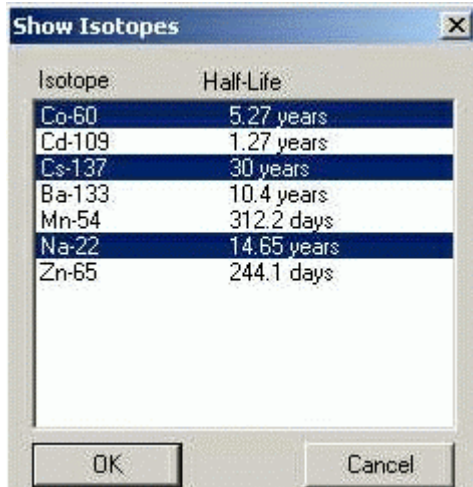 Show Isotopes
Isotope Half-Life
Co-60 5.27 years
Cd-109 1.27 years
Cs-137 30 years
Ba-133 10.4 years
Mn-54 312.2 days
Na-22 14.65 years
Zn-65 244.1 days
OK Cancel